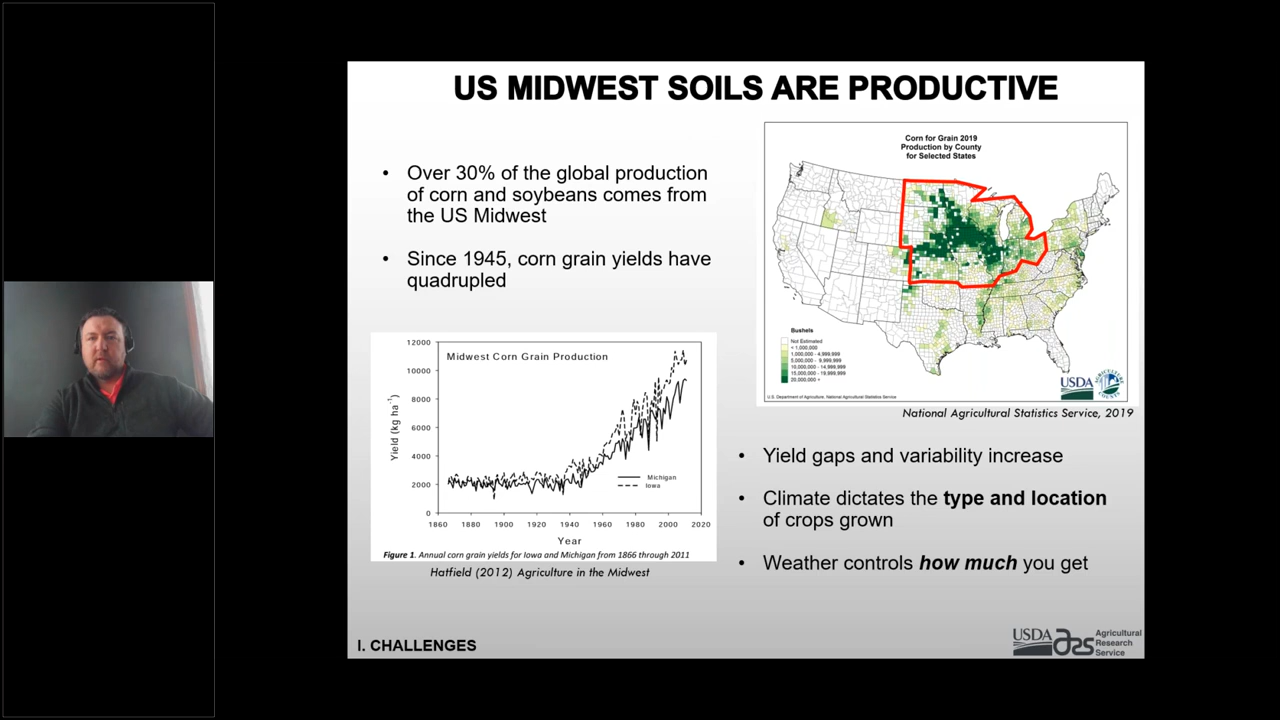 US MIDWEST SOILS ARE PRODUCTIVE
• Over 30% of the global production
of corn and soybeans comes from
the US Midwest
• Since 1945, corn grain yields have
quadrupled
Midwest Corn Grain Production
12000
10000
8000
6000
4000
2000
0
Yield (kg ha⁻¹)
Michigan
Iowa
1860 1880 1900 1920 1940 1960 1980 2000 2020
Year
Figure 1. Annual corn grain yields for Iowa and Michigan from 1866 through 2011
Hatfield (2012) Agriculture in the Midwest
Corn for Grain 2019
Production by County
for Selected States
Bushels
Not Estimated
< 1,000,000
1,000,000 - 4,999,999
5,000,000 - 9,999,999
10,000,000 - 14,999,999
15,000,000 - 19,999,999
20,000,000 +
U.S. Department of Agriculture, National Agricultural Statistics Service
USDA
National Agricultural Statistics Service, 2019
• Yield gaps and variability increase
• Climate dictates the type and location
of crops grown
• Weather controls how much you get
I. CHALLENGES
USDA ars Agricultural
Research
Service